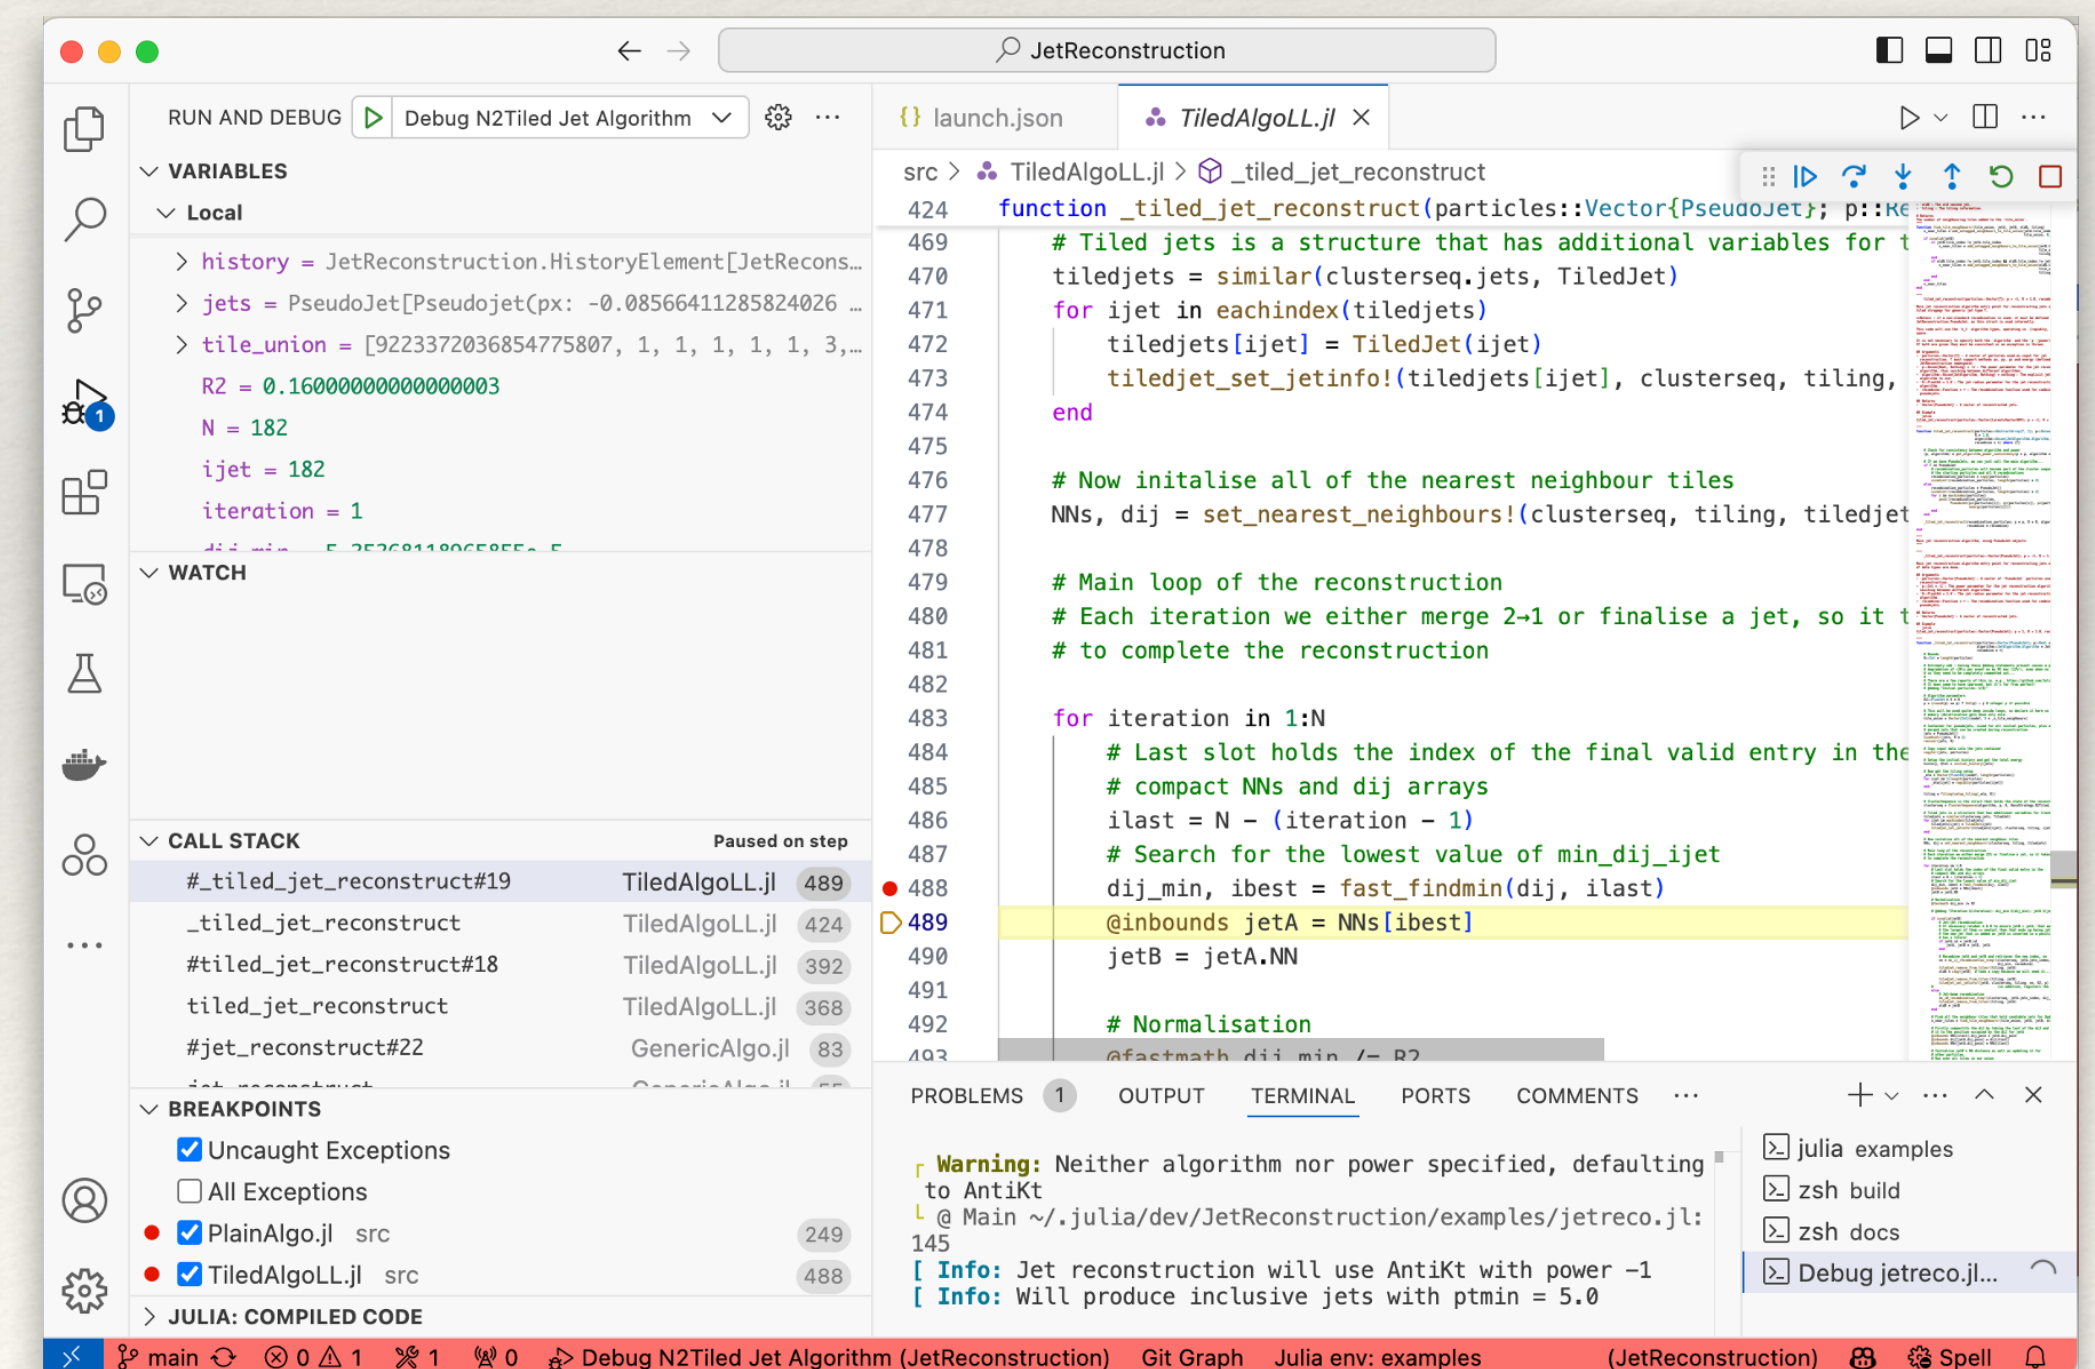 JetReconstruction
RUN AND DEBUG
Debug N2Tiled Jet Algorithm
VARIABLES
Local
history = JetReconstruction.HistoryElement[JetRecons…
jets = PseudoJet[Pseudojet(px: -0.08566411285824026 …
tile_union = [9223372036854775807, 1, 1, 1, 1, 1, 3,…
R2 = 0.16000000000000003
N = 182
ijet = 182
iteration = 1
WATCH
CALL STACK
Paused on step
#_tiled_jet_reconstruct#19 TiledAlgoLL.jl 489
_tiled_jet_reconstruct TiledAlgoLL.jl 424
#tiled_jet_reconstruct#18 TiledAlgoLL.jl 392
tiled_jet_reconstruct TiledAlgoLL.jl 368
#jet_reconstruct#22 GenericAlgo.jl 83
jet_reconstruct GenericAlgo.jl 55
BREAKPOINTS
Uncaught Exceptions
All Exceptions
PlainAlgo.jl src 249
TiledAlgoLL.jl src 488
JULIA: COMPILED CODE
{} launch.json
TiledAlgoLL.jl
src > TiledAlgoLL.jl > _tiled_jet_reconstruct
424 function _tiled_jet_reconstruct(particles::Vector{PseudoJet}; p::Re
469 # Tiled jets is a structure that has additional variables for t
470 tiledjets = similar(clusterseq.jets, TiledJet)
471 for ijet in eachindex(tiledjets)
472 tiledjets[ijet] = TiledJet(ijet)
473 tiledjet_set_jetinfo!(tiledjets[ijet], clusterseq, tiling,
474 end
475
476 # Now initalise all of the nearest neighbour tiles
477 NNs, dij = set_nearest_neighbours!(clusterseq, tiling, tiledjet
478
479 # Main loop of the reconstruction
480 # Each iteration we either merge 2→1 or finalise a jet, so it t
481 # to complete the reconstruction
482
483 for iteration in 1:N
484 # Last slot holds the index of the final valid entry in the
485 # compact NNs and dij arrays
486 ilast = N - (iteration - 1)
487 # Search for the lowest value of min_dij_ijet
488 dij_min, ibest = fast_findmin(dij, ilast)
489 @inbounds jetA = NNs[ibest]
490 jetB = jetA.NN
491
492 # Normalisation
493 @fastmath dij_min /= R2
PROBLEMS 1 OUTPUT TERMINAL PORTS COMMENTS
┌ Warning: Neither algorithm nor power specified, defaulting
to AntiKt
└ @ Main ~/.julia/dev/JetReconstruction/examples/jetreco.jl:
145
[ Info: Jet reconstruction will use AntiKt with power -1
[ Info: Will produce inclusive jets with ptmin = 5.0
julia examples
zsh build
zsh docs
Debug jetreco.jl...
1
main 0 1 1 0 Debug N2Tiled Jet Algorithm (JetReconstruction) Git Graph Julia env: examples (JetReconstruction) Spell